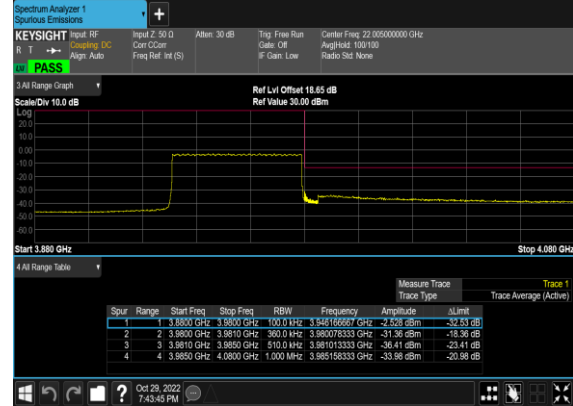 Spectrum Analyzer 1
Spurious Emissions
KEYSIGHT Input: RF Input Z: 50 Ω Atten: 30 dB Trig: Free Run Center Freq: 22.005000000 GHz
R T Coupling: DC Corr CCorr Gate: Off Avg|Hold: 100/100
Align: Auto Freq Ref: Int (S) IF Gain: Low Radio Std: None
LW PASS
3 All Range Graph
Ref Lvl Offset 18.65 dB
Scale/Div 10.0 dB Ref Value 30.00 dBm
Log
20.0
10.0
0.00
-10.0
-20.0
-30.0
-40.0
-50.0
-60.0
Start 3.880 GHz Stop 4.080 GHz
4 All Range Table
Measure Trace Trace 1
Trace Type Trace Average (Active)
Spur Range Start Freq Stop Freq RBW Frequency Amplitude ΔLimit
1 1 3.8800 GHz 3.9800 GHz 100.0 kHz 3.946166667 GHz -2.528 dBm -32.53 dB
2 2 3.9800 GHz 3.9810 GHz 360.0 kHz 3.980078333 GHz -31.36 dBm -18.36 dB
3 3 3.9810 GHz 3.9850 GHz 510.0 kHz 3.981013333 GHz -36.41 dBm -23.41 dB
4 4 3.9850 GHz 4.0800 GHz 1.000 MHz 3.985158333 GHz -33.98 dBm -20.98 dB
? Oct 29, 2022
7:43:45 PM